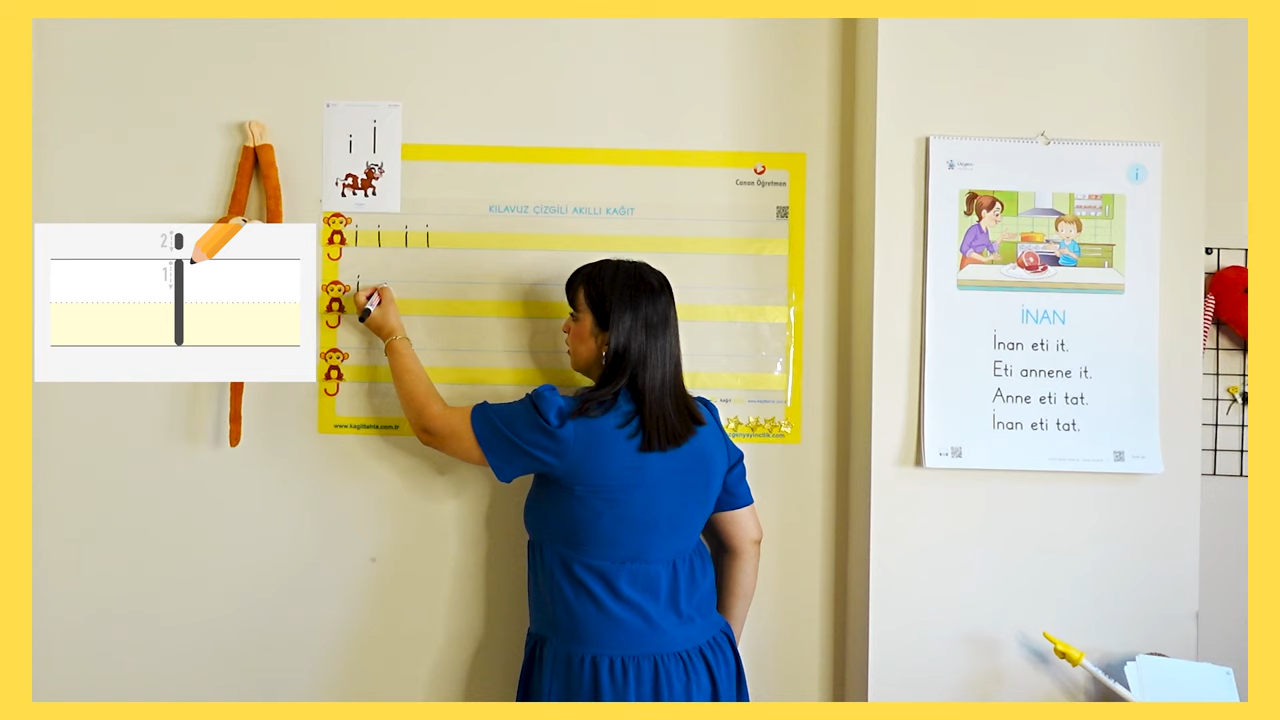 i İ
Canan Öğretmen
KILAVUZ ÇİZGİLİ AKILLI KAĞIT
i i i i
i
2
1
www.kagittahta.com.tr
i
İNAN
İnan eti it.
Eti annene it.
Anne eti tat.
İnan eti tat.